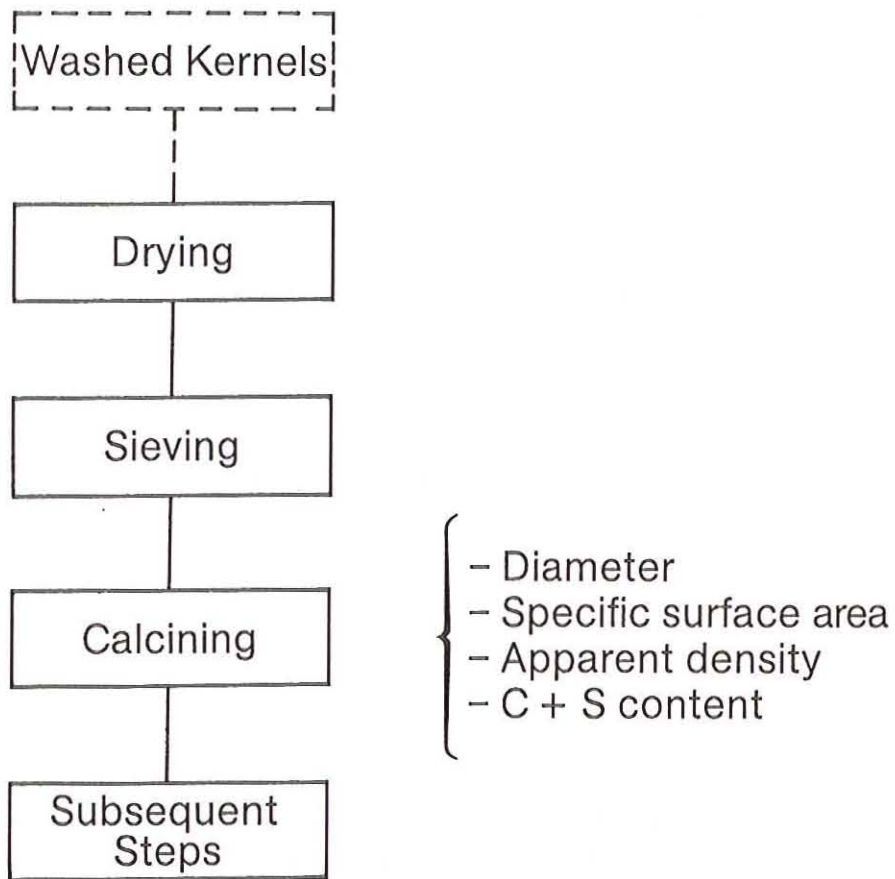 Washed Kernels
Drying
Sieving
Calcining
- Diameter
- Specific surface area
- Apparent density
- C + S content
Subsequent
Steps